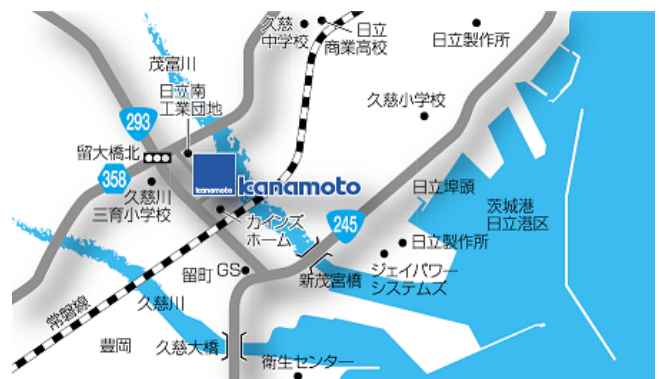 久慈
中学校
日立
商業高校
日立製作所
茂富川
日立南
工業団地
久慈小学校
293
留大橋北
358
kanamoto
kanamoto
久慈川
三育小学校
カインズ
ホーム
245
日立埠頭
茨城港
日立港区
日立製作所
ジェイパワー
システムズ
新茂宮橋
留町
GS
久慈川
常磐線
豊岡
久慈大橋
衛生センター